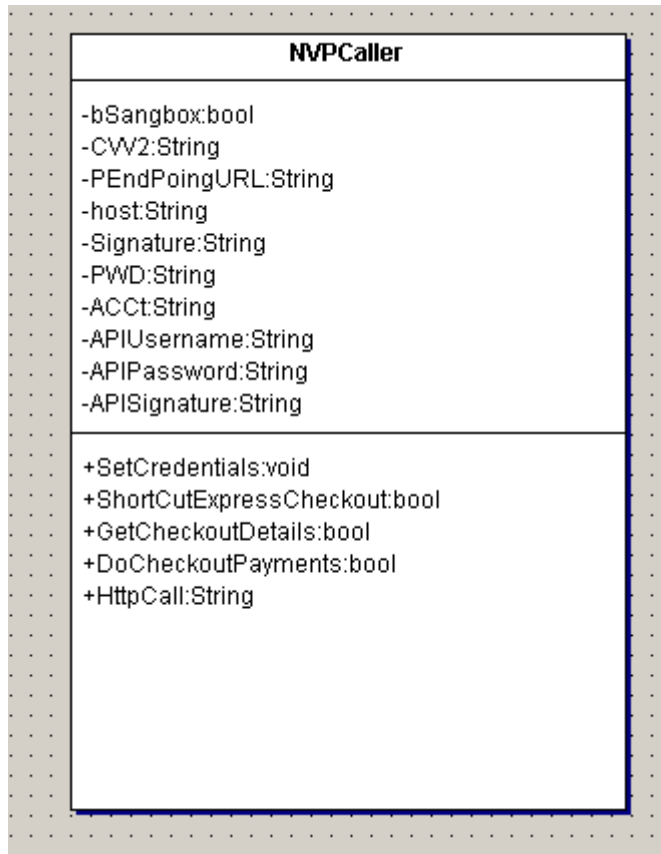 NVPCaller
-bSangbox:bool
-CVV2:String
-PEndPoingURL:String
-host:String
-Signature:String
-PWD:String
-ACCt:String
-APIUsername:String
-APIPassword:String
-APISignature:String
+SetCredentials:void
+ShortCutExpressCheckout:bool
+GetCheckoutDetails:bool
+DoCheckoutPayments:bool
+HttpCall:String